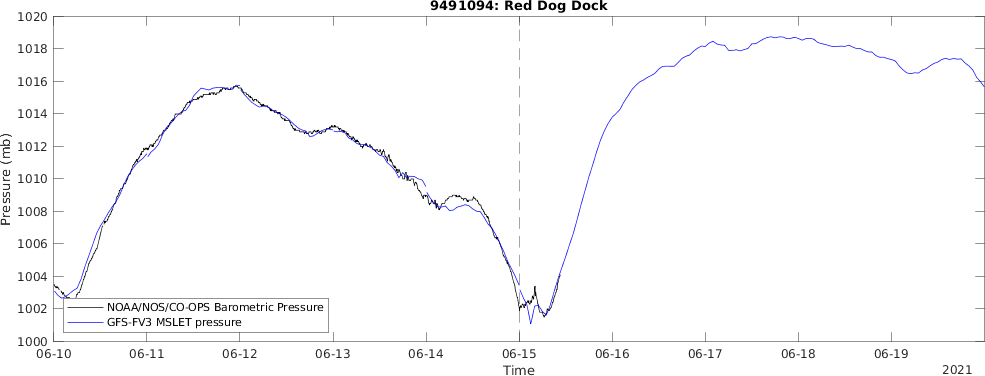 9491094: Red Dog Dock
Pressure (mb)
1020
1018
1016
1014
1012
1010
1008
1006
1004
1002
1000
NOAA/NOS/CO-OPS Barometric Pressure
GFS-FV3 MSLET pressure
06-10 06-11 06-12 06-13 06-14 06-15 06-16 06-17 06-18 06-19
Time
2021